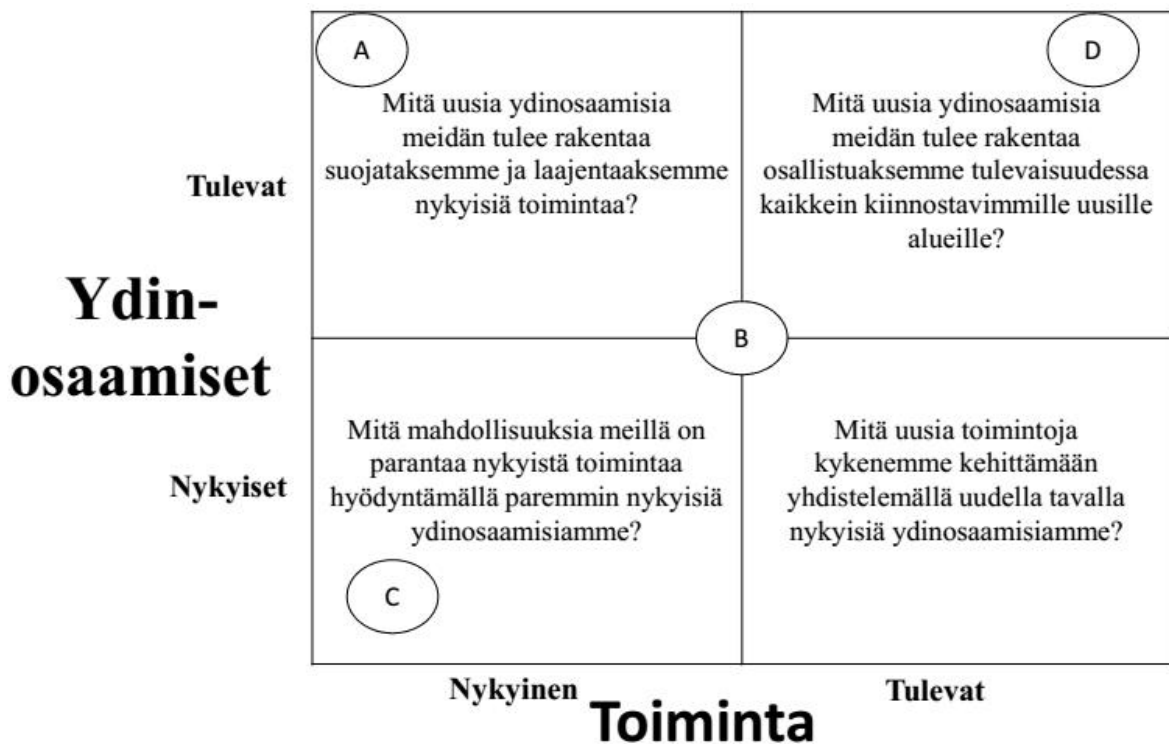 A
D
Mitä uusia ydinosaamisia
meidän tulee rakentaa
suojataksemme ja laajentaaksemme
nykyisiä toimintaa?
Mitä uusia ydinosaamisia
meidän tulee rakentaa
osallistuaksemme tulevaisuudessa
kaikkein kiinnostavimmille uusille
alueille?
Tulevat
Ydin-
osaamiset
B
Mitä mahdollisuuksia meillä on
parantaa nykyistä toimintaa
hyödyntämällä paremmin nykyisiä
ydinosaamisiamme?
Mitä uusia toimintoja
kykenemme kehittämään
yhdistelemällä uudella tavalla
nykyisiä ydinosaamisiamme?
Nykyiset
C
Nykyinen
Tulevat
Toiminta